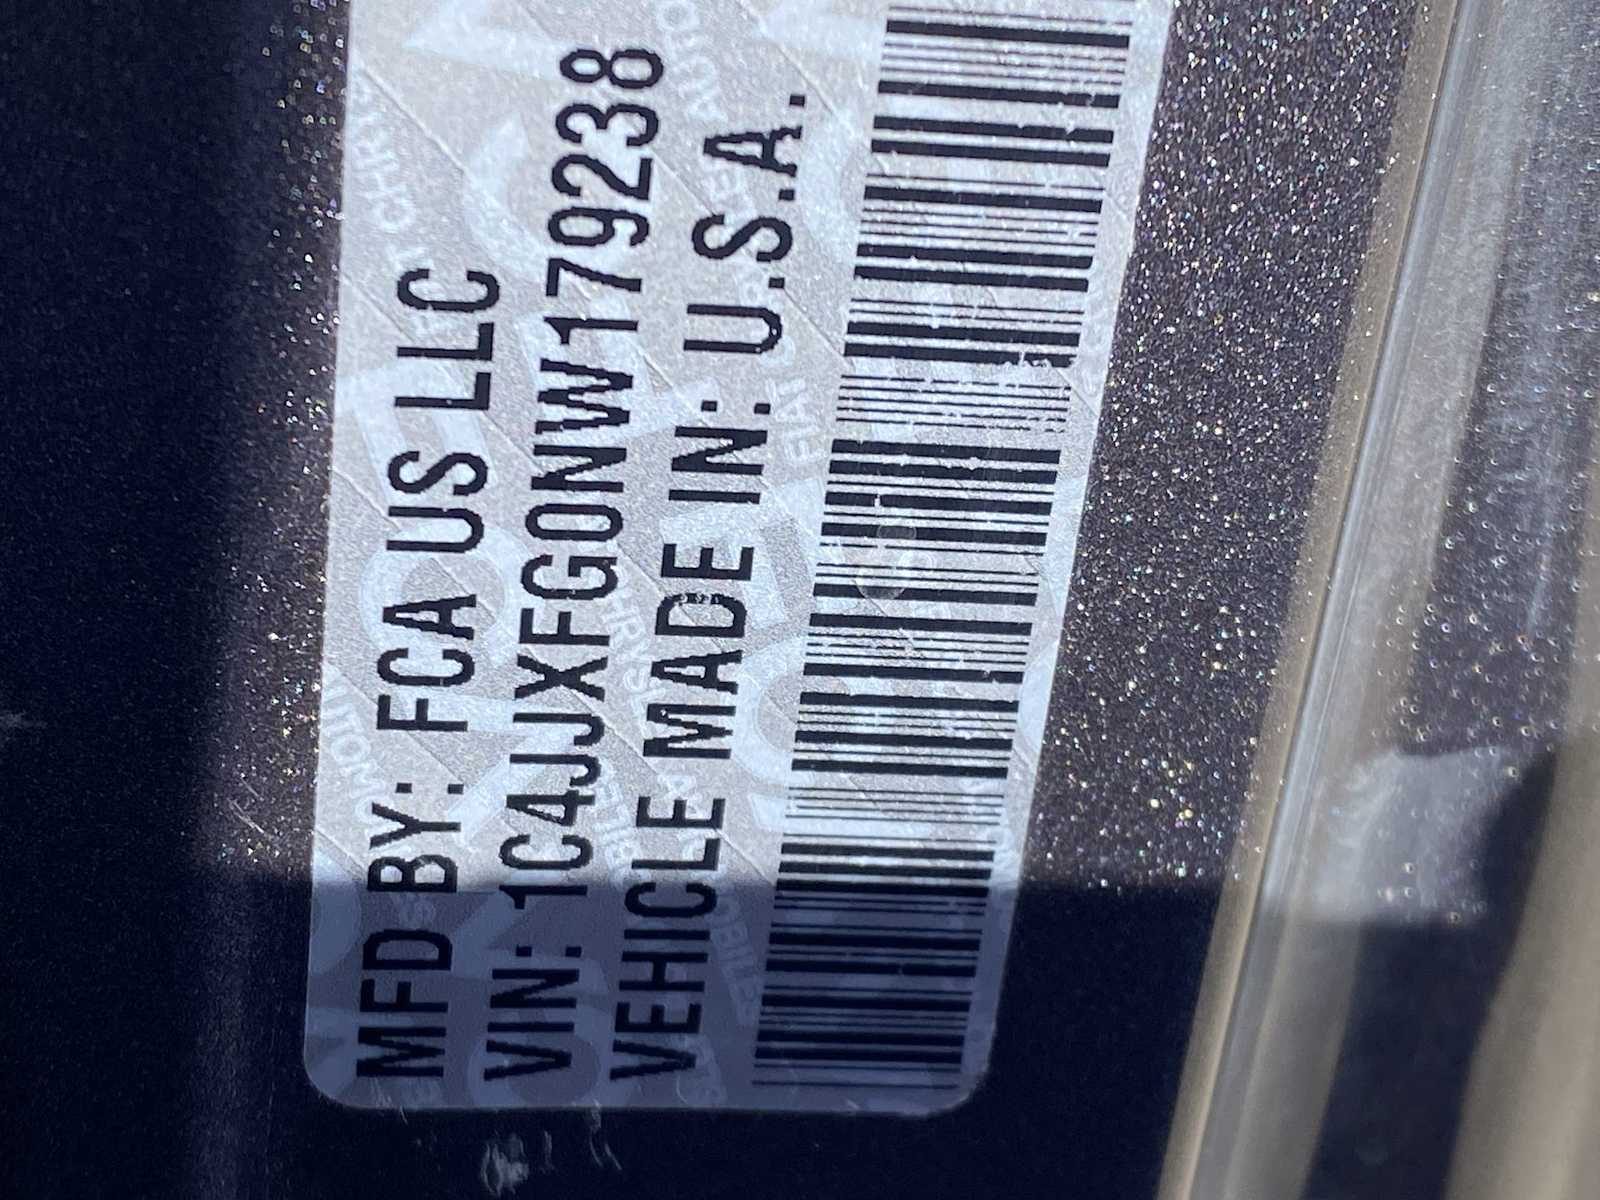 MFD BY: FCA US LLC
VIN: 1C4JJXFG0NW179238
VEHICLE MADE IN: U.S.A.